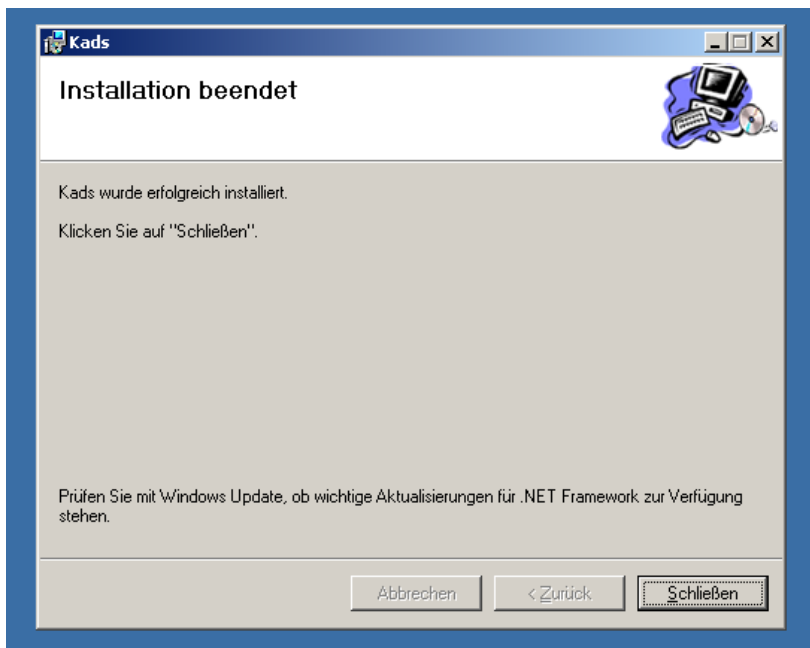 Kads
Installation beendet
Kads wurde erfolgreich installiert.
Klicken Sie auf "Schließen".
Prüfen Sie mit Windows Update, ob wichtige Aktualisierungen für .NET Framework zur Verfügung
stehen.
Abbrechen < Zurück Schließen